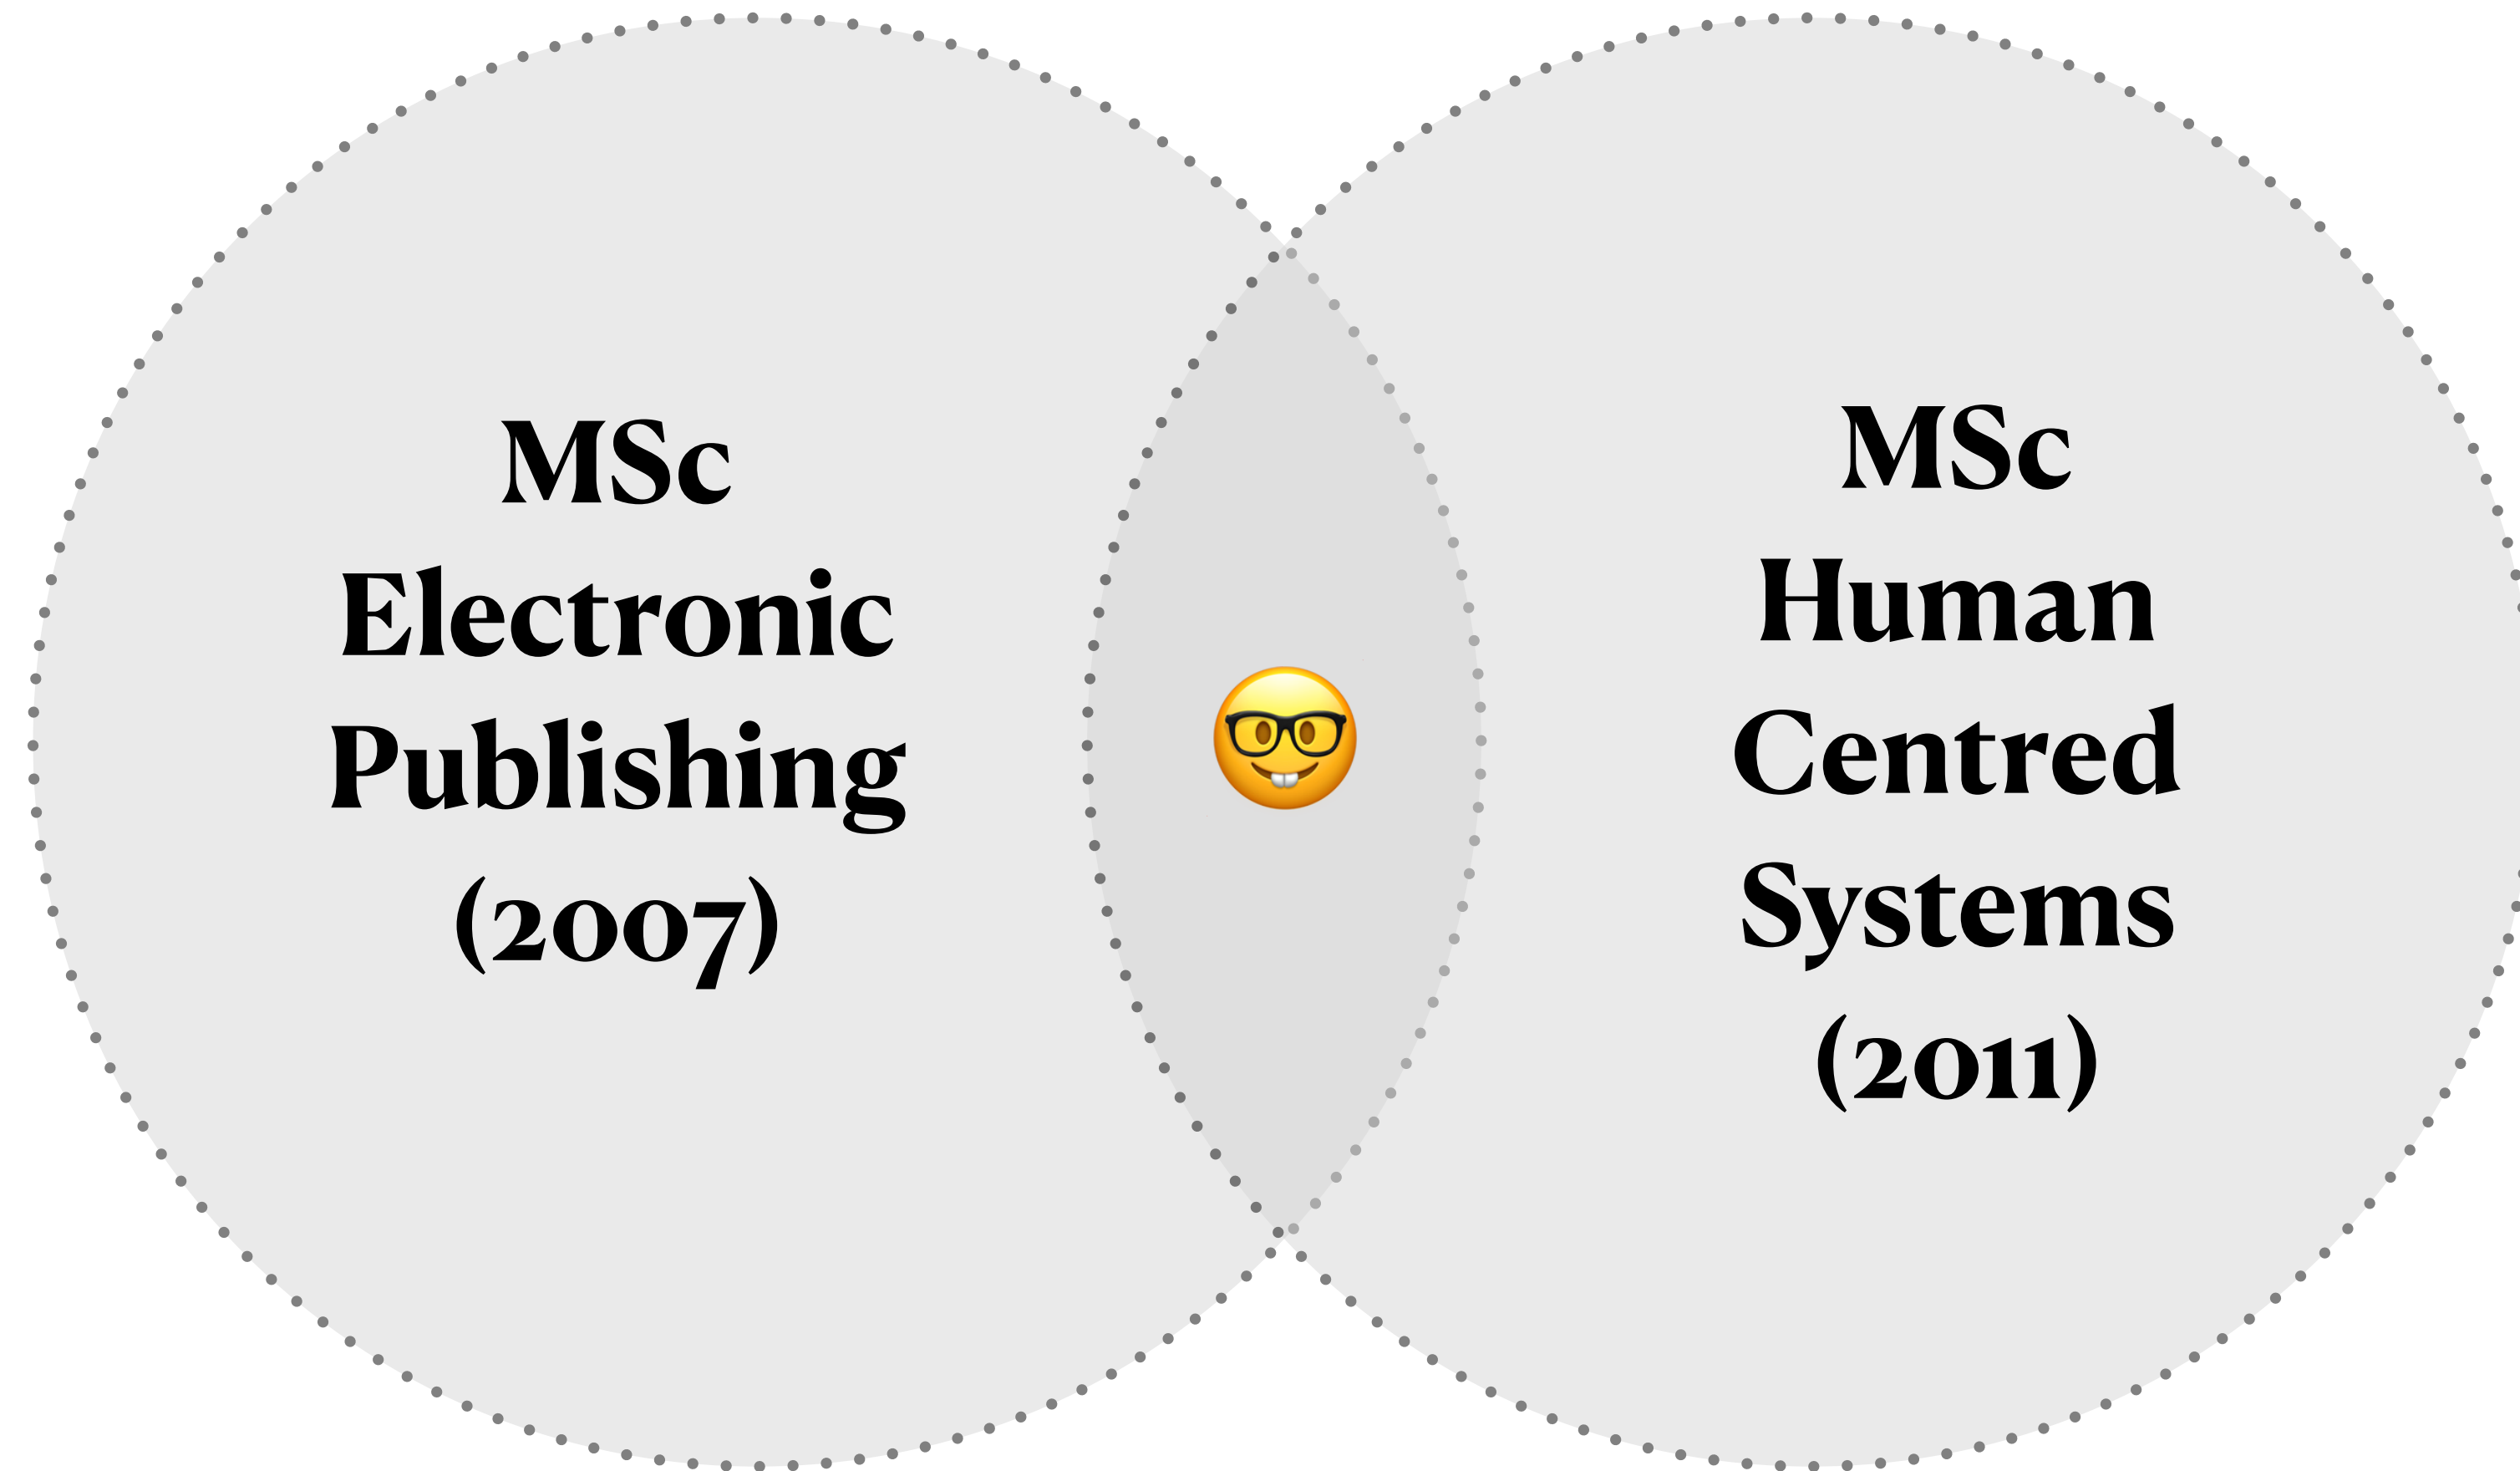 MSc
Electronic
Publishing
(2007)
MSc
Human
Centred
Systems
(2011)